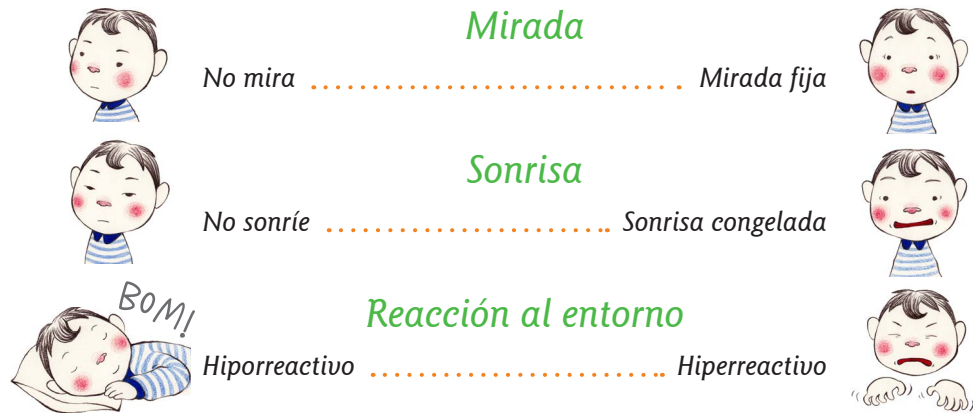 Mirada
No mira .............................. Mirada fija
Sonrisa
No sonríe .................... Sonrisa congelada
BOM!
Reacción al entorno
Hiporreactivo .................... Hiperreactivo